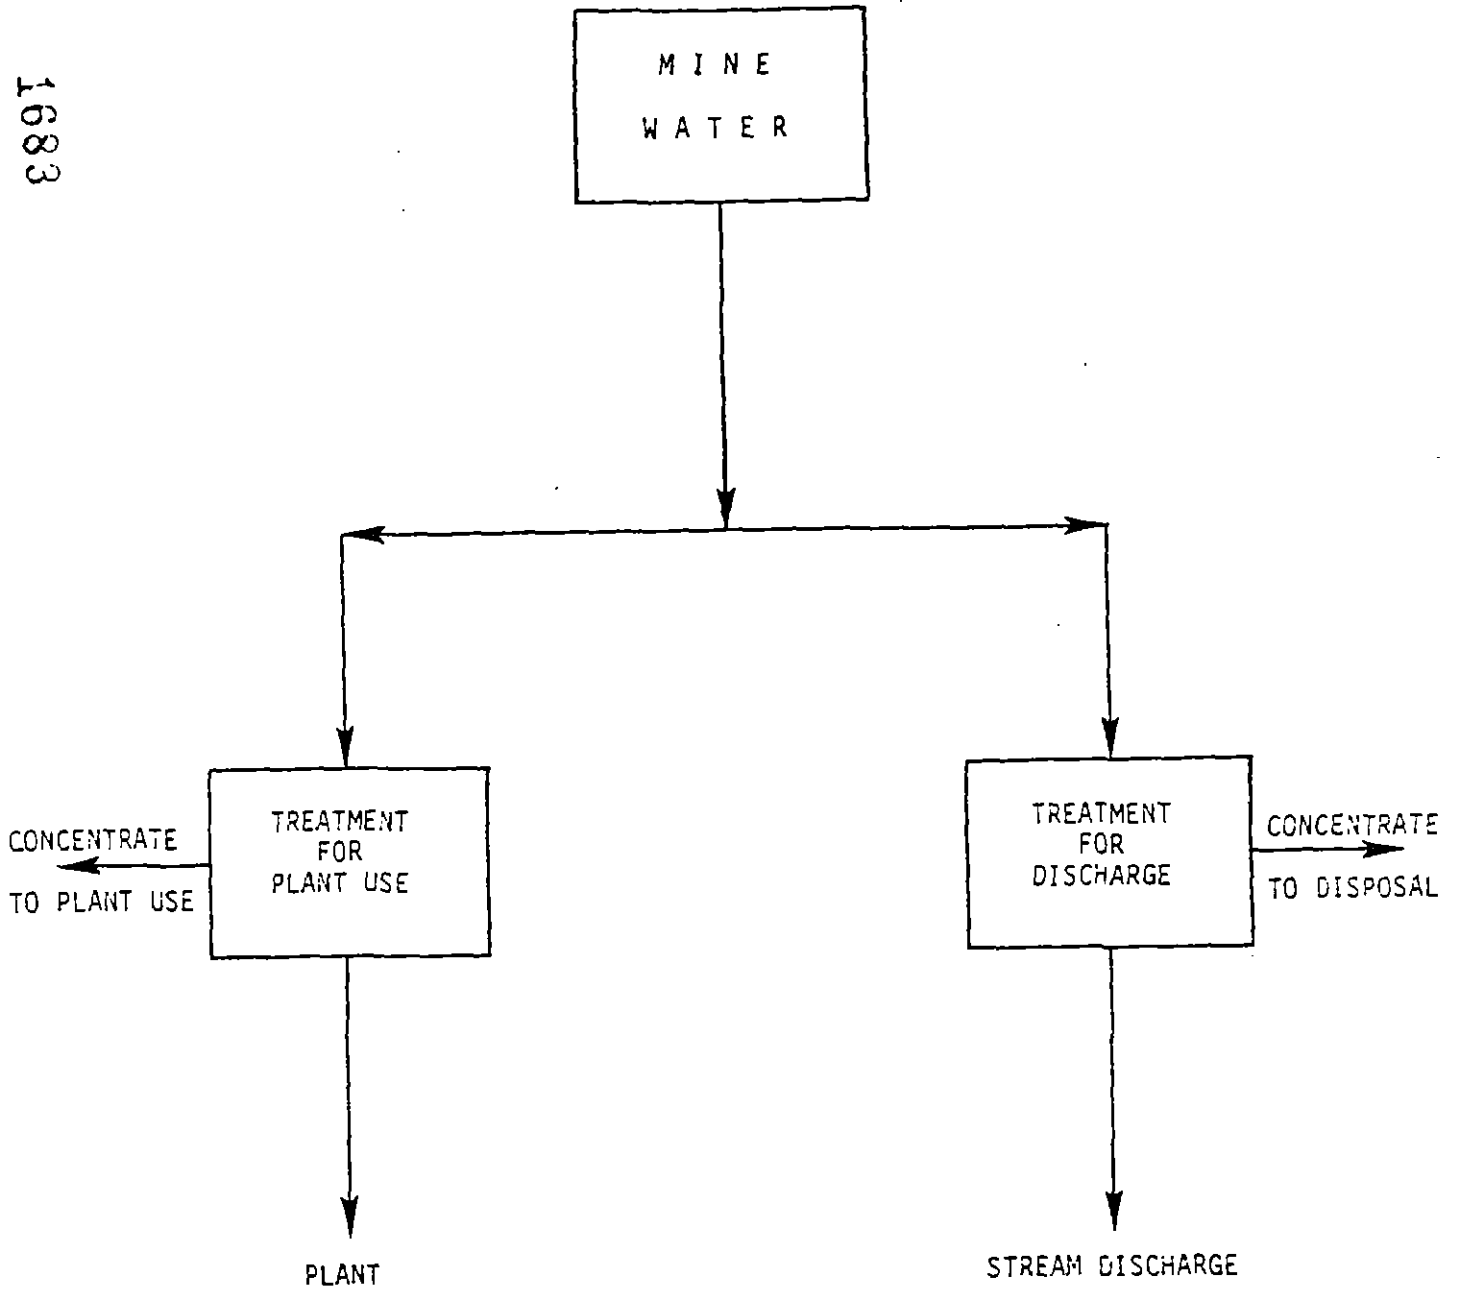 1683
MINE
WATER
TREATMENT
FOR
PLANT USE
CONCENTRATE
TO PLANT USE
TREATMENT
FOR
DISCHARGE
CONCENTRATE
TO DISPOSAL
PLANT
STREAM DISCHARGE